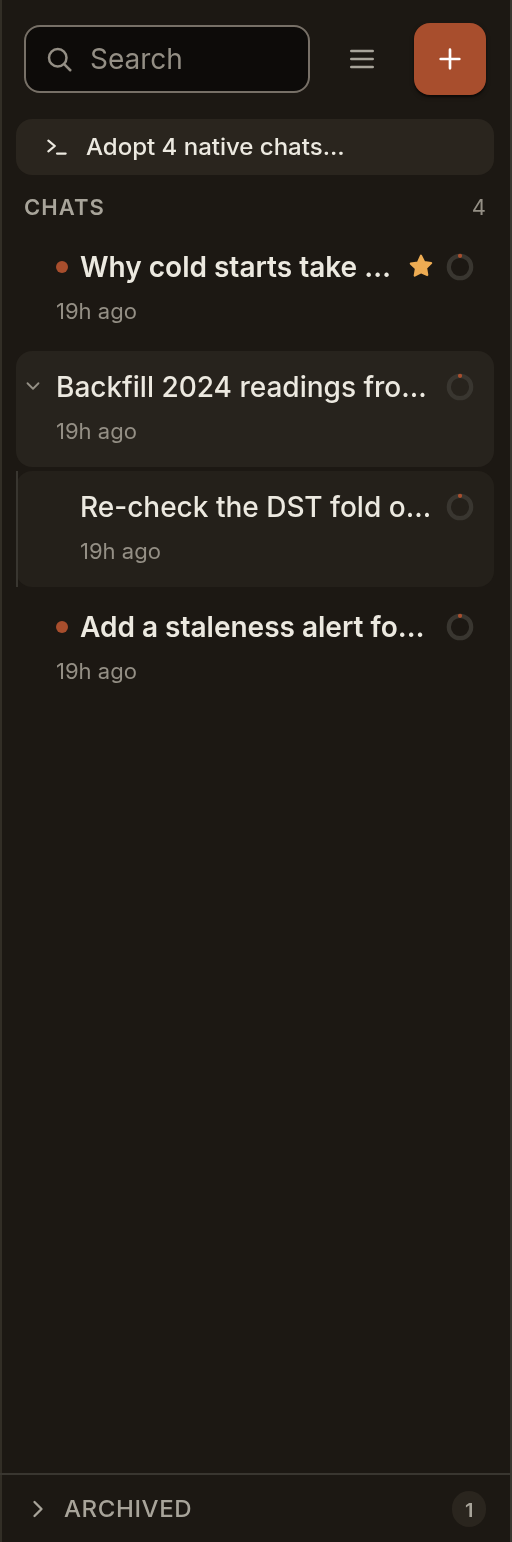 Search
Adopt 4 native chats...
CHATS 4
Why cold starts take ...
19h ago
Backfill 2024 readings fro...
19h ago
Re-check the DST fold o...
19h ago
Add a staleness alert fo...
19h ago
ARCHIVED 1